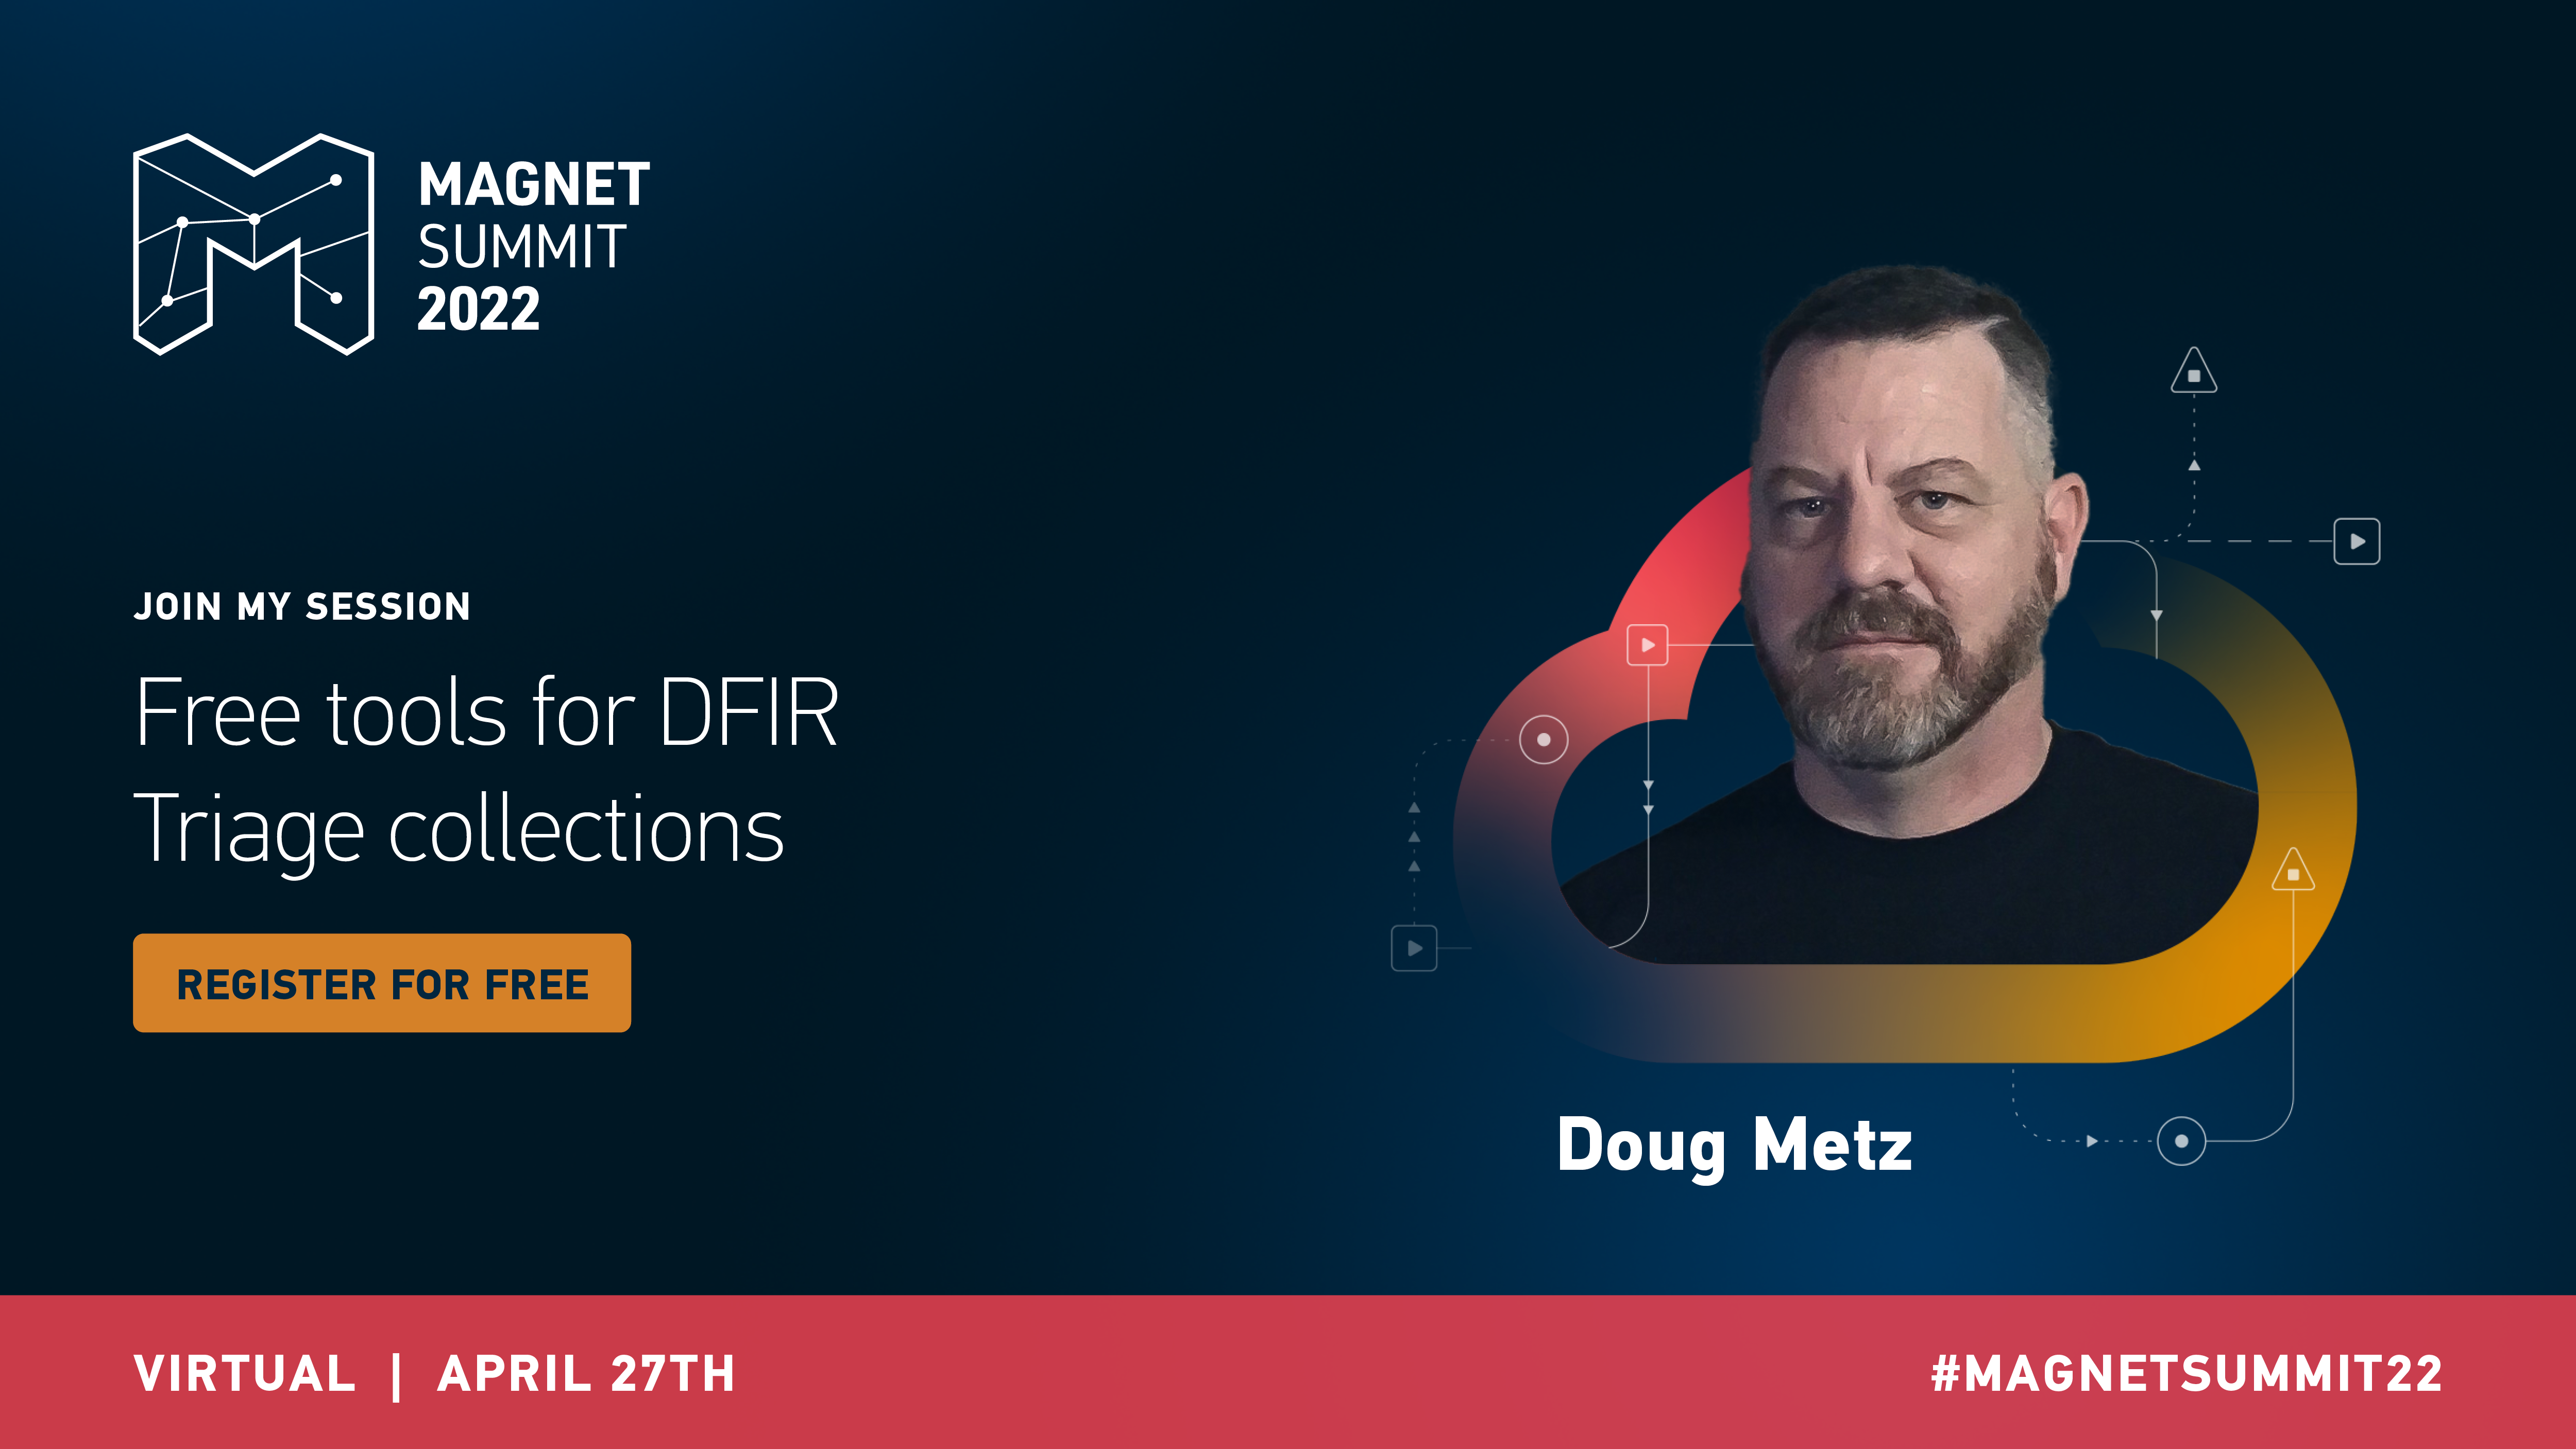 MAGNET
SUMMIT
2022
JOIN MY SESSION
Free tools for DFIR
Triage collections
REGISTER FOR FREE
Doug Metz
VIRTUAL | APRIL 27TH
#MAGNETSUMMIT22